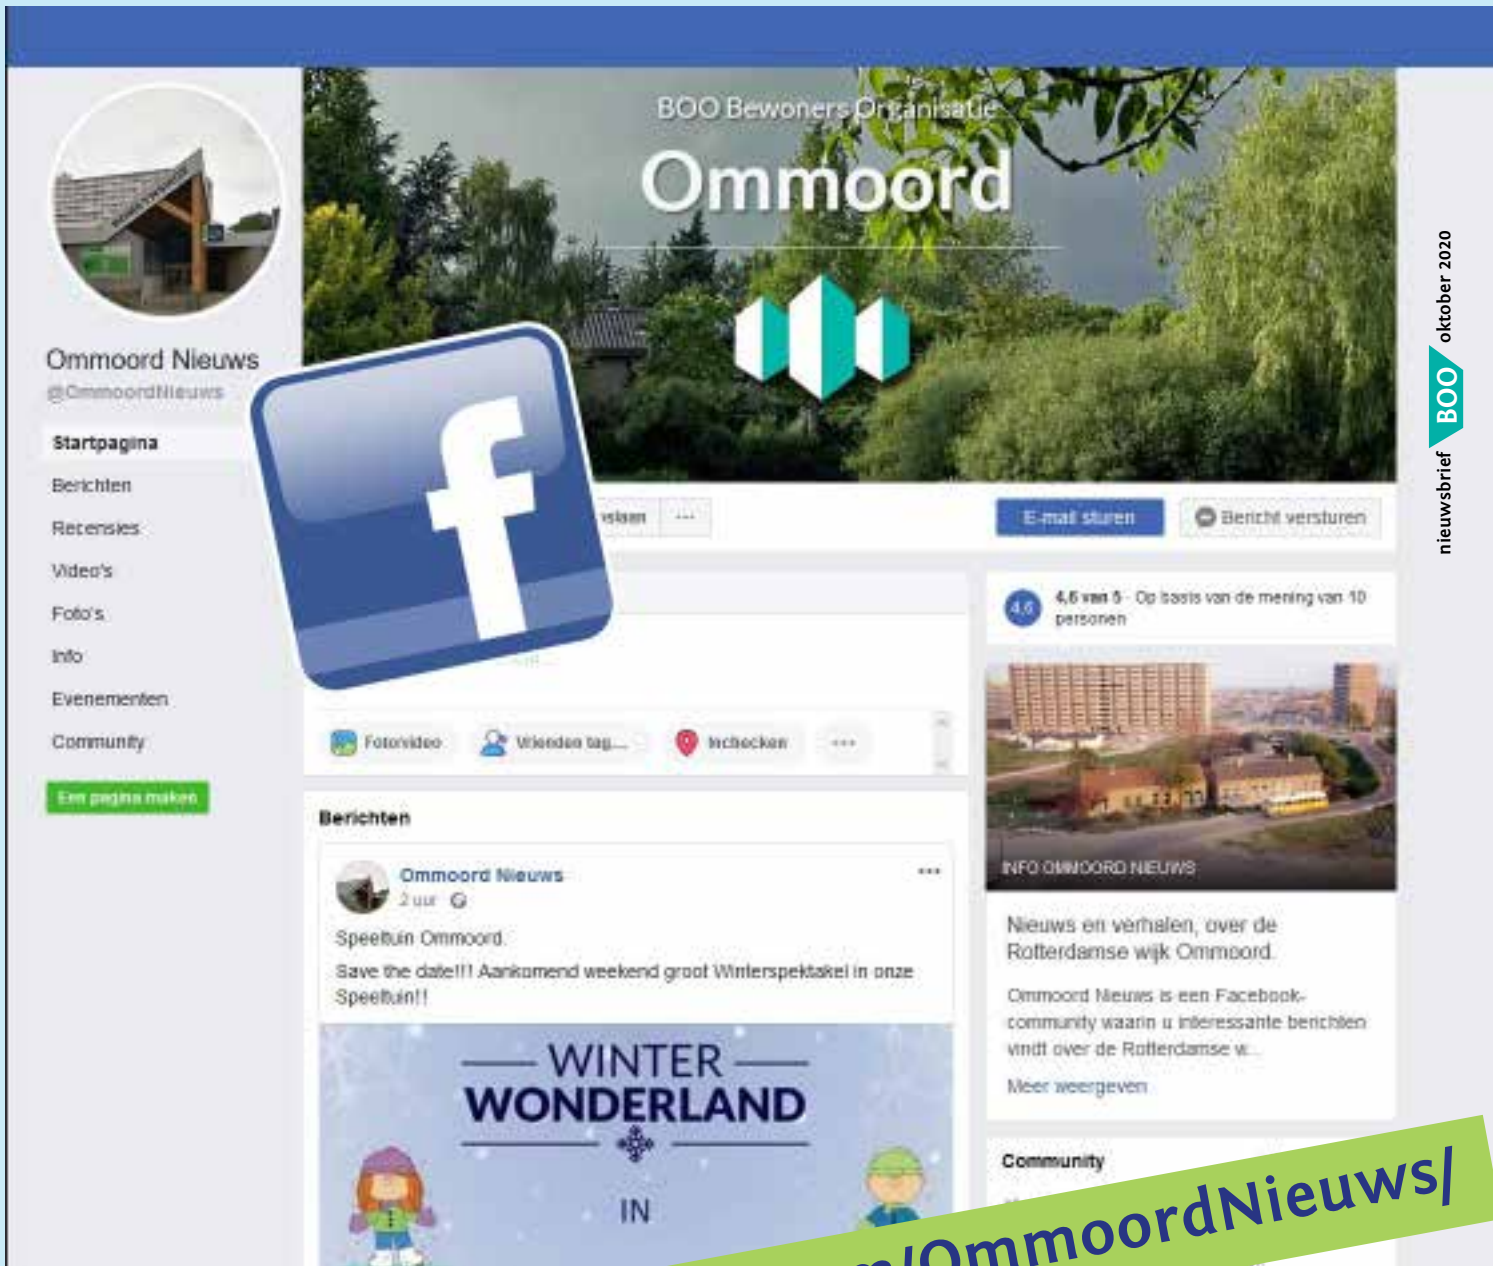 BOO Bewoners Organisatie
Ommoord
Ommoord Nieuws
@OmmoordNieuws
Startpagina
Berichten
Recensies
Video's
Foto's
Info
Evenementen
Community
Een pagina maken
f
...
E-mail sturen
Bericht versturen
Foto/video
Vrienden tag...
Inchecken
...
Berichten
Ommoord Nieuws
...
2 uur
Speeltuin Ommoord.
Save the date!!! Aankomend weekend groot Winterspektakel in onze
Speeltuin!!
WINTER
WONDERLAND
IN
4,6
4,6 van 5 · Op basis van de mening van 10
personen
INFO OMMOORD NIEUWS
Nieuws en verhalen, over de
Rotterdamse wijk Ommoord.
Ommoord Nieuws is een Facebook-
community waarin u interessante berichten
vindt over de Rotterdamse w...
Meer weergeven
Community
/OmmoordNieuws/
nieuwsbrief BOO oktober 2020